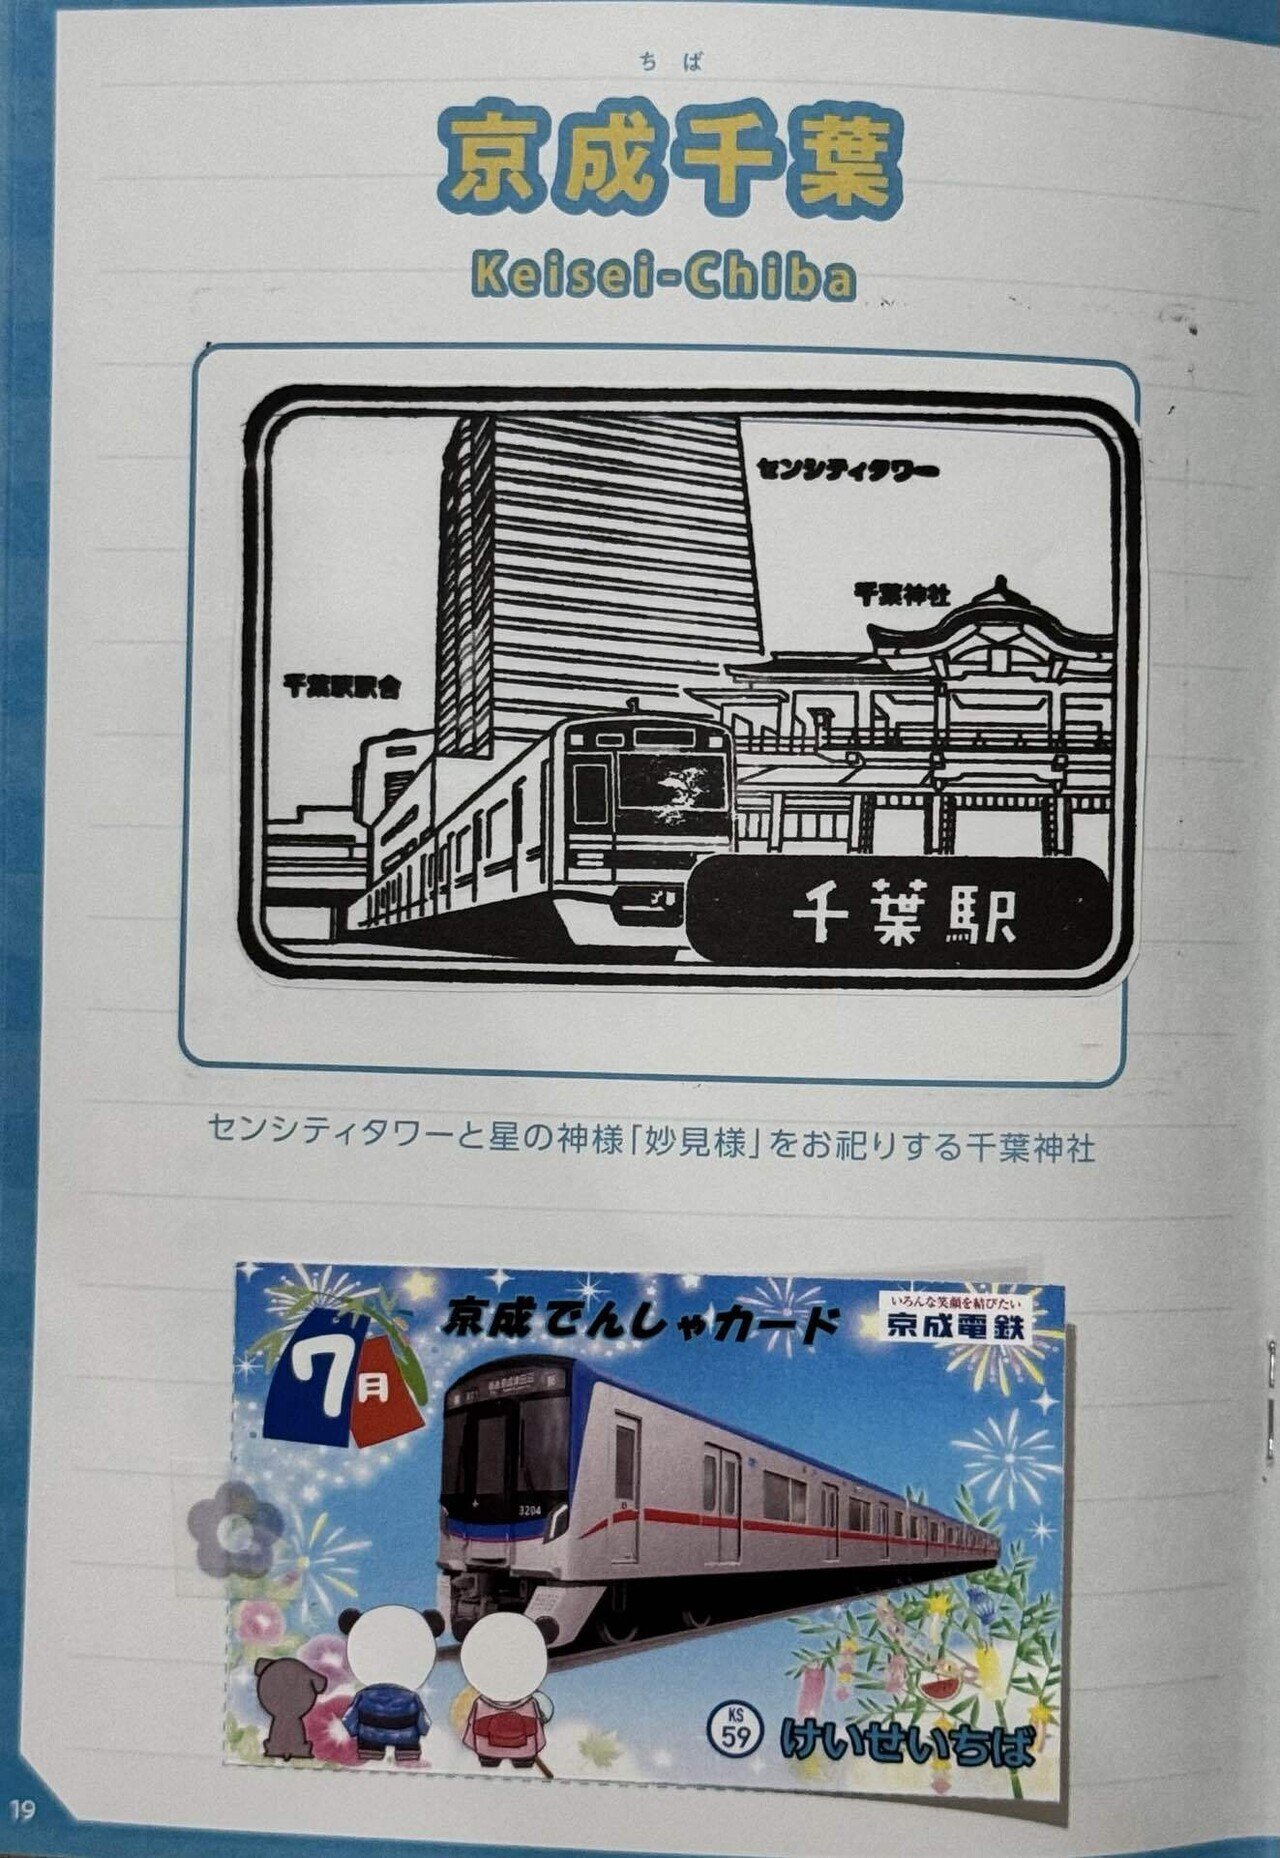 ちば
京成千葉
Keisei-Chiba
センシティタワー
千葉神社
千葉駅駅舎
千葉駅
センシティタワーと星の神様「妙見様」をお祀りする千葉神社
7月
京成でんしゃカード
いろんな笑顔を結びたい
京成電鉄
3204
KS
59
けいせいちば
19